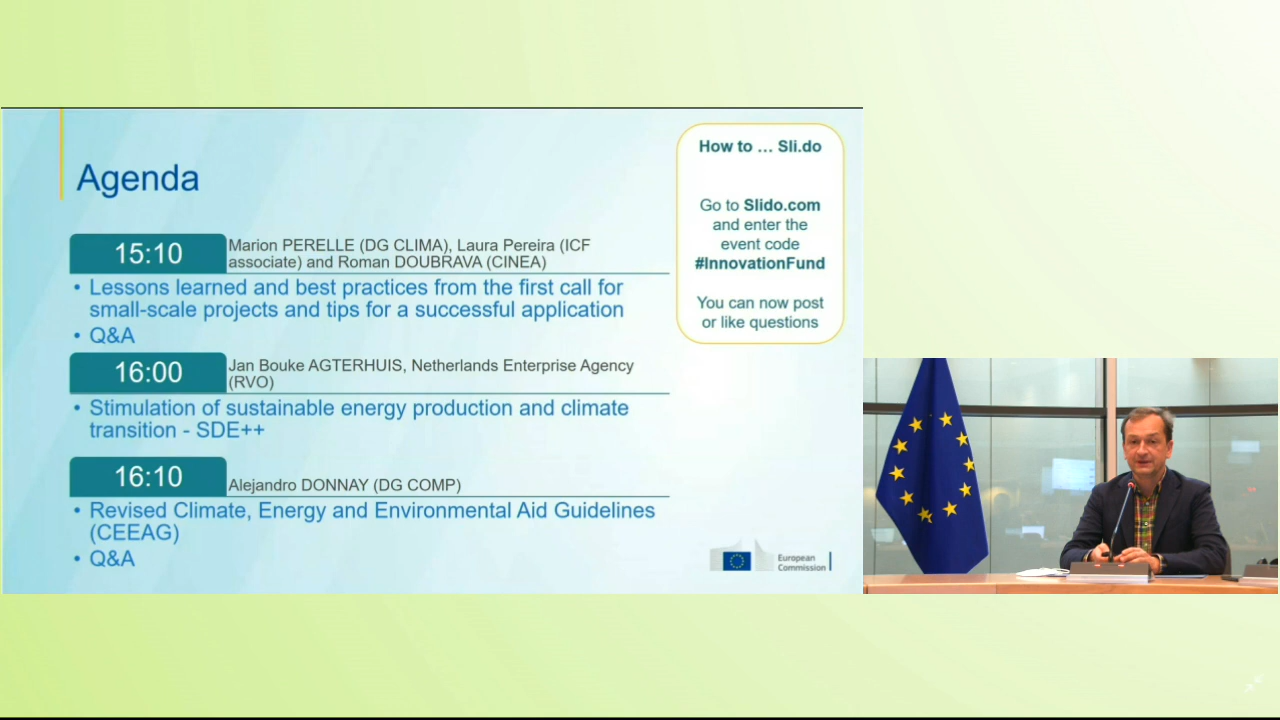 Agenda
15:10
Marion PERELLE (DG CLIMA), Laura Pereira (ICF
associate) and Roman DOUBRAVA (CINEA)
• Lessons learned and best practices from the first call for
small-scale projects and tips for a successful application
• Q&A
16:00
Jan Bouke AGTERHUIS, Netherlands Enterprise Agency
(RVO)
• Stimulation of sustainable energy production and climate
transition - SDE++
16:10
Alejandro DONNAY (DG COMP)
• Revised Climate, Energy and Environmental Aid Guidelines
(CEEAG)
• Q&A
How to … Sli.do
Go to Slido.com
and enter the
event code
#InnovationFund
You can now post
or like questions
European
Commission